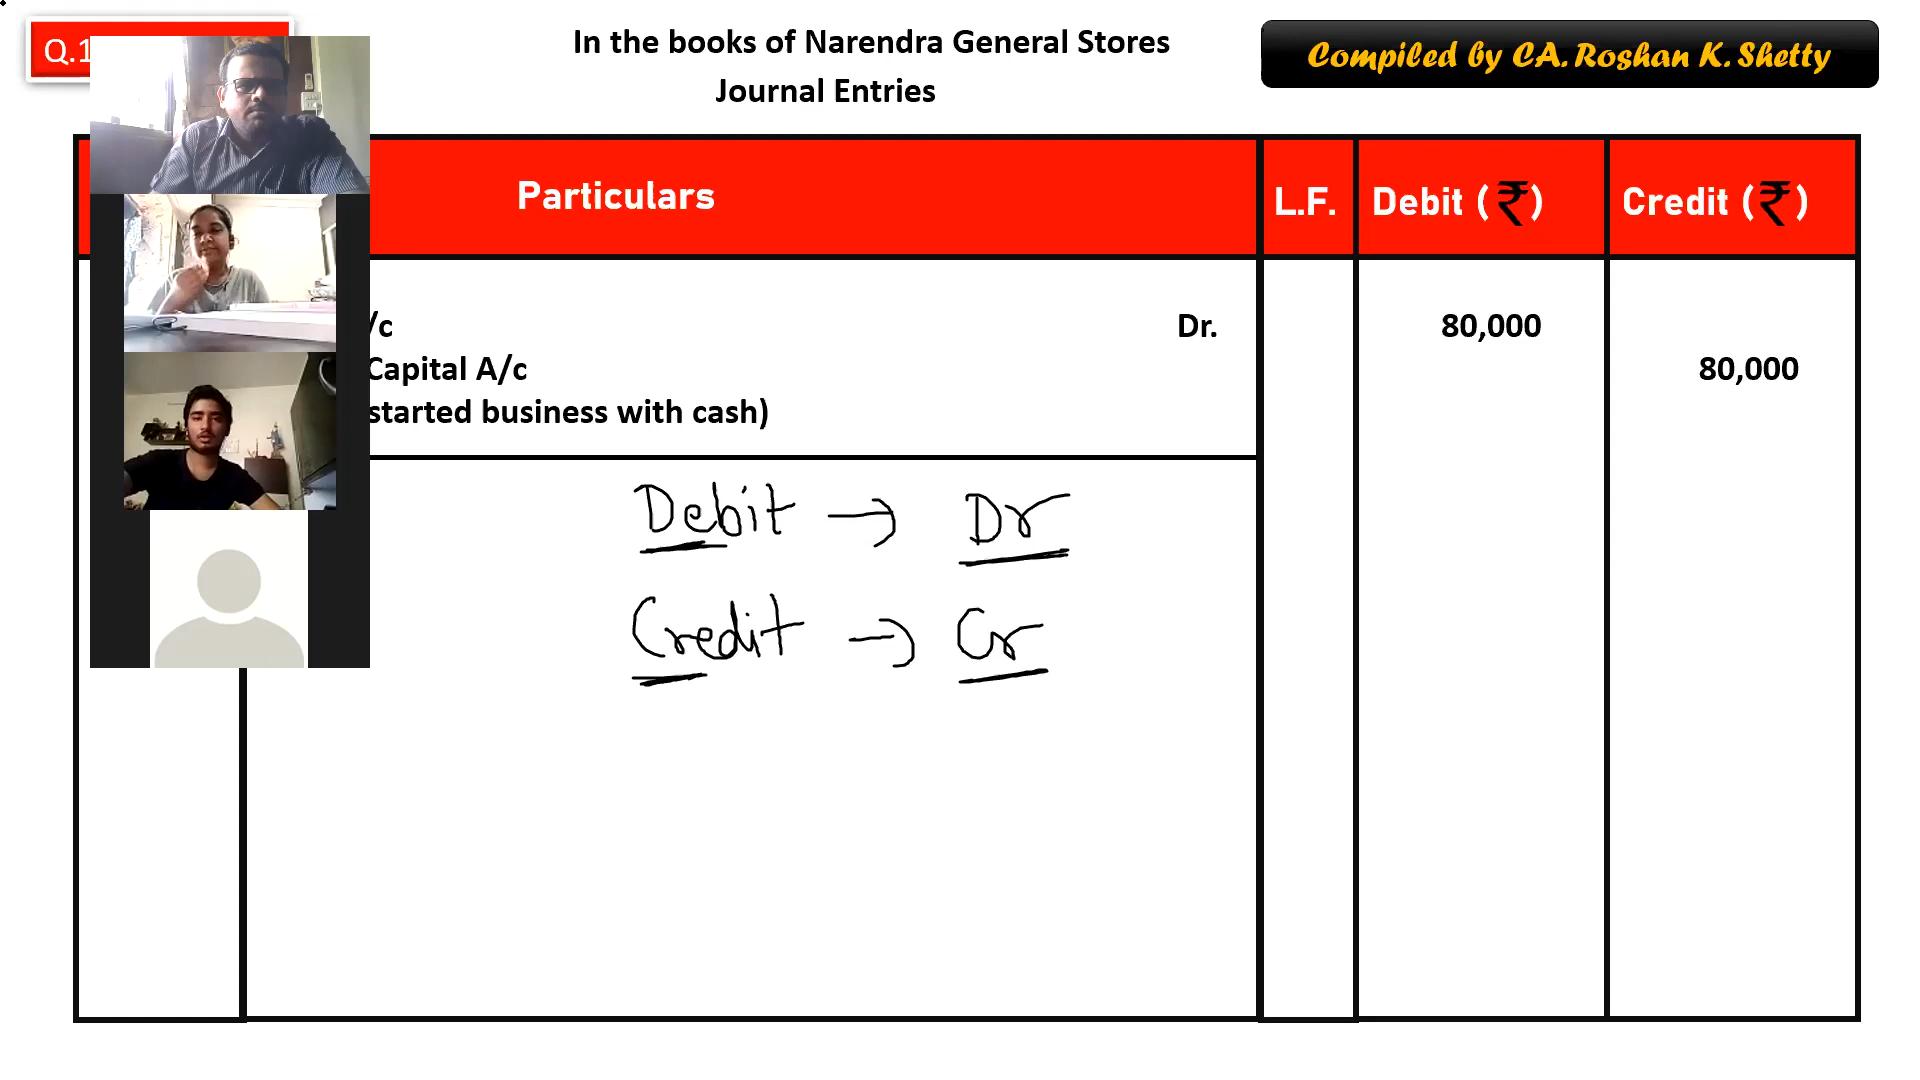 Q.1
In the books of Narendra General Stores
Journal Entries
Compiled by CA. Roshan K. Shetty
Particulars L.F. Debit (₹) Credit (₹)
/c Dr. 80,000
Capital A/c 80,000
started business with cash)
Debit → Dr
Credit → Cr